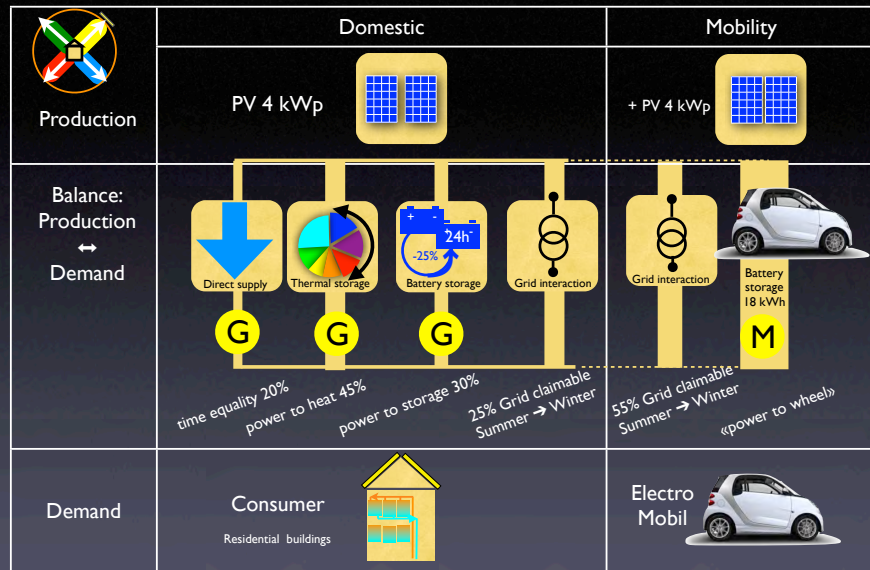 Domestic
Mobility
Production
PV 4 kWp
+ PV 4 kWp
Balance:
Production
↔
Demand
Direct supply
Thermal storage
+ -
24h-
-25%
Battery storage
Grid interaction
Grid interaction
Battery
storage
18 kWh
G
G
G
M
time equality 20%
power to heat 45%
power to storage 30%
25% Grid claimable
Summer → Winter
55% Grid claimable
Summer → Winter
«power to wheel»
Demand
Consumer
Residential buildings
Electro
Mobil